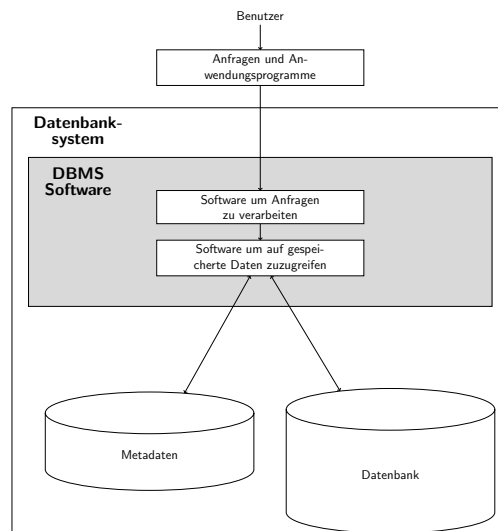 Benutzer
Anfragen und An-
wendungsprogramme
Datenbank-
system
DBMS
Software
Software um Anfragen
zu verarbeiten
Software um auf gespei-
cherte Daten zuzugreifen
Metadaten
Datenbank